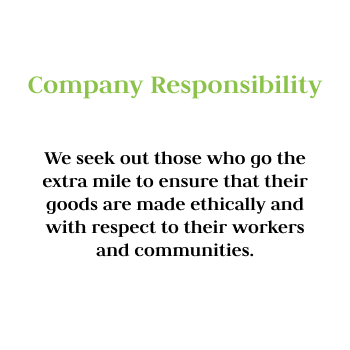 Company Responsibility
We seek out those who go the
extra mile to ensure that their
goods are made ethically and
with respect to their workers
and communities.